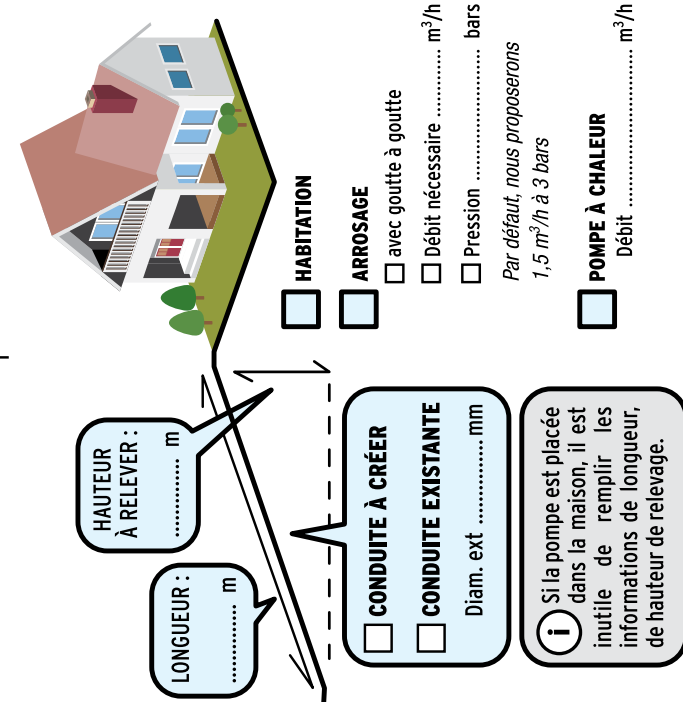 HAUTEUR
À RELEVER :
.............. m
LONGUEUR :
.............. m
CONDUITE À CRÉER
CONDUITE EXISTANTE
Diam. ext .............. mm
i
Si la pompe est placée
dans la maison, il est
inutile de remplir les
informations de longueur,
de hauteur de relevage.
HABITATION
ARROSAGE
avec goutte à goutte
Débit nécessaire ............ m³/h
Pression ........................ bars
Par défaut, nous proposerons
1,5 m³/h à 3 bars
POMPE À CHALEUR
Débit ............................ m³/h